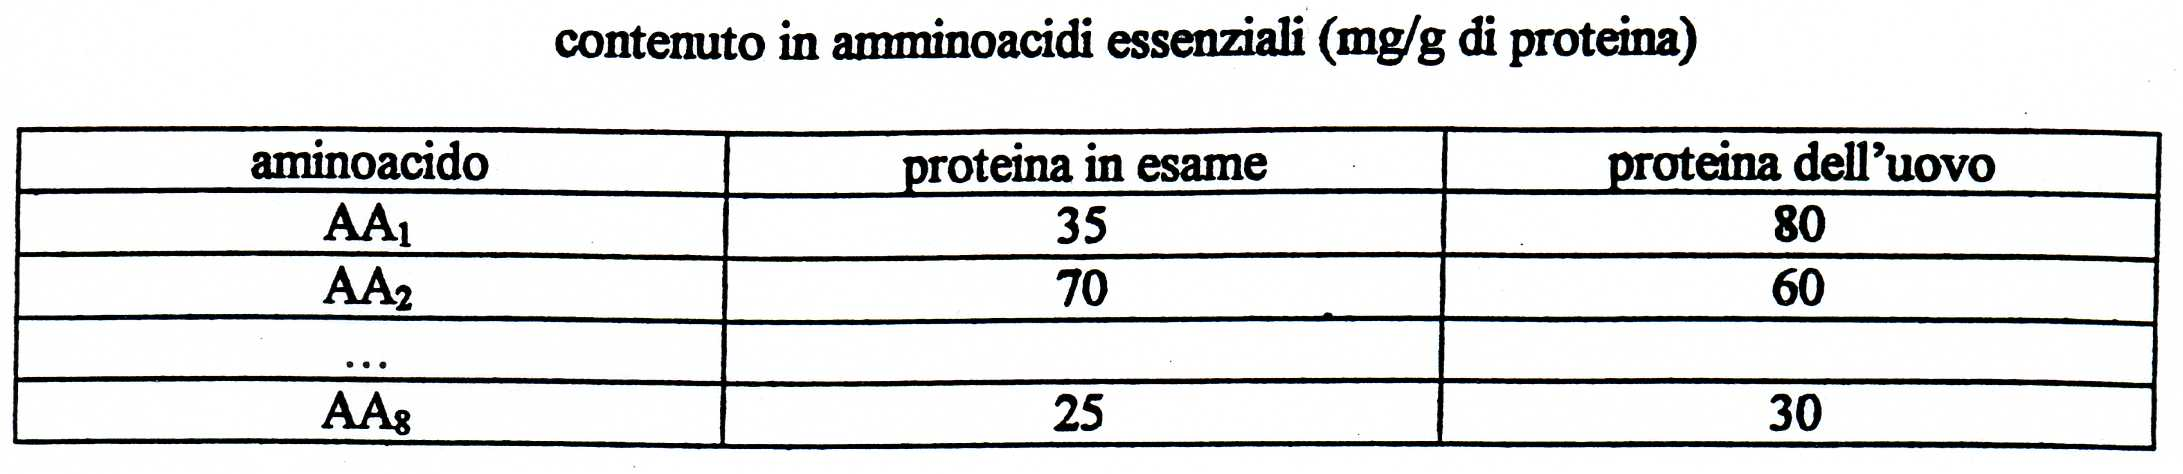 contenuto in amminoacidi essenziali (mg/g di proteina)
aminoacido proteina in esame proteina dell'uovo
AA₁ 35 80
AA₂ 70 60
...
AA₈ 25 30